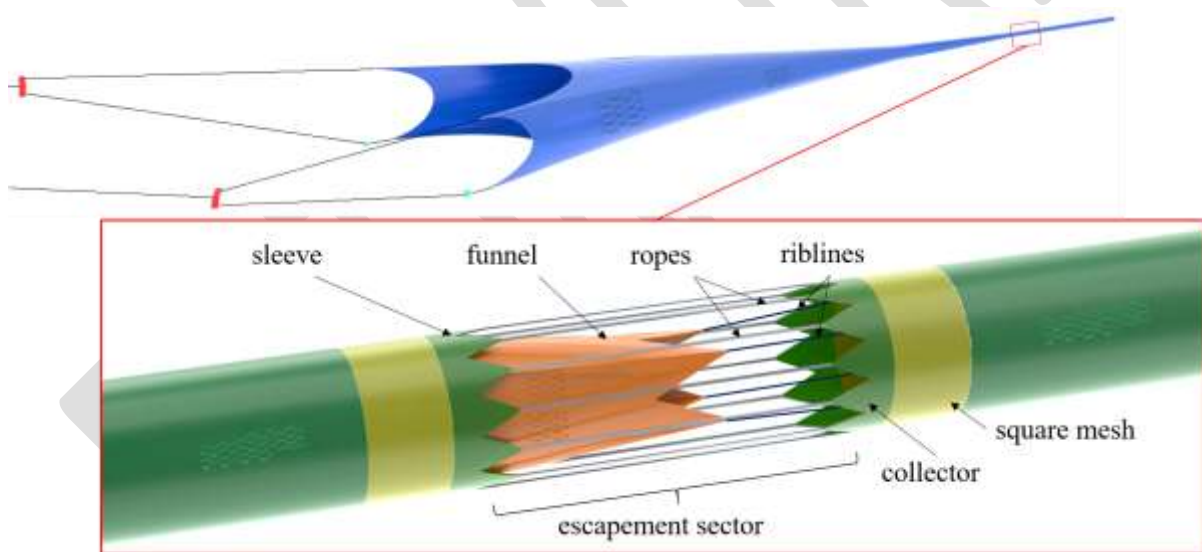 sleeve
funnel
ropes
riblines
square mesh
collector
escapement sector